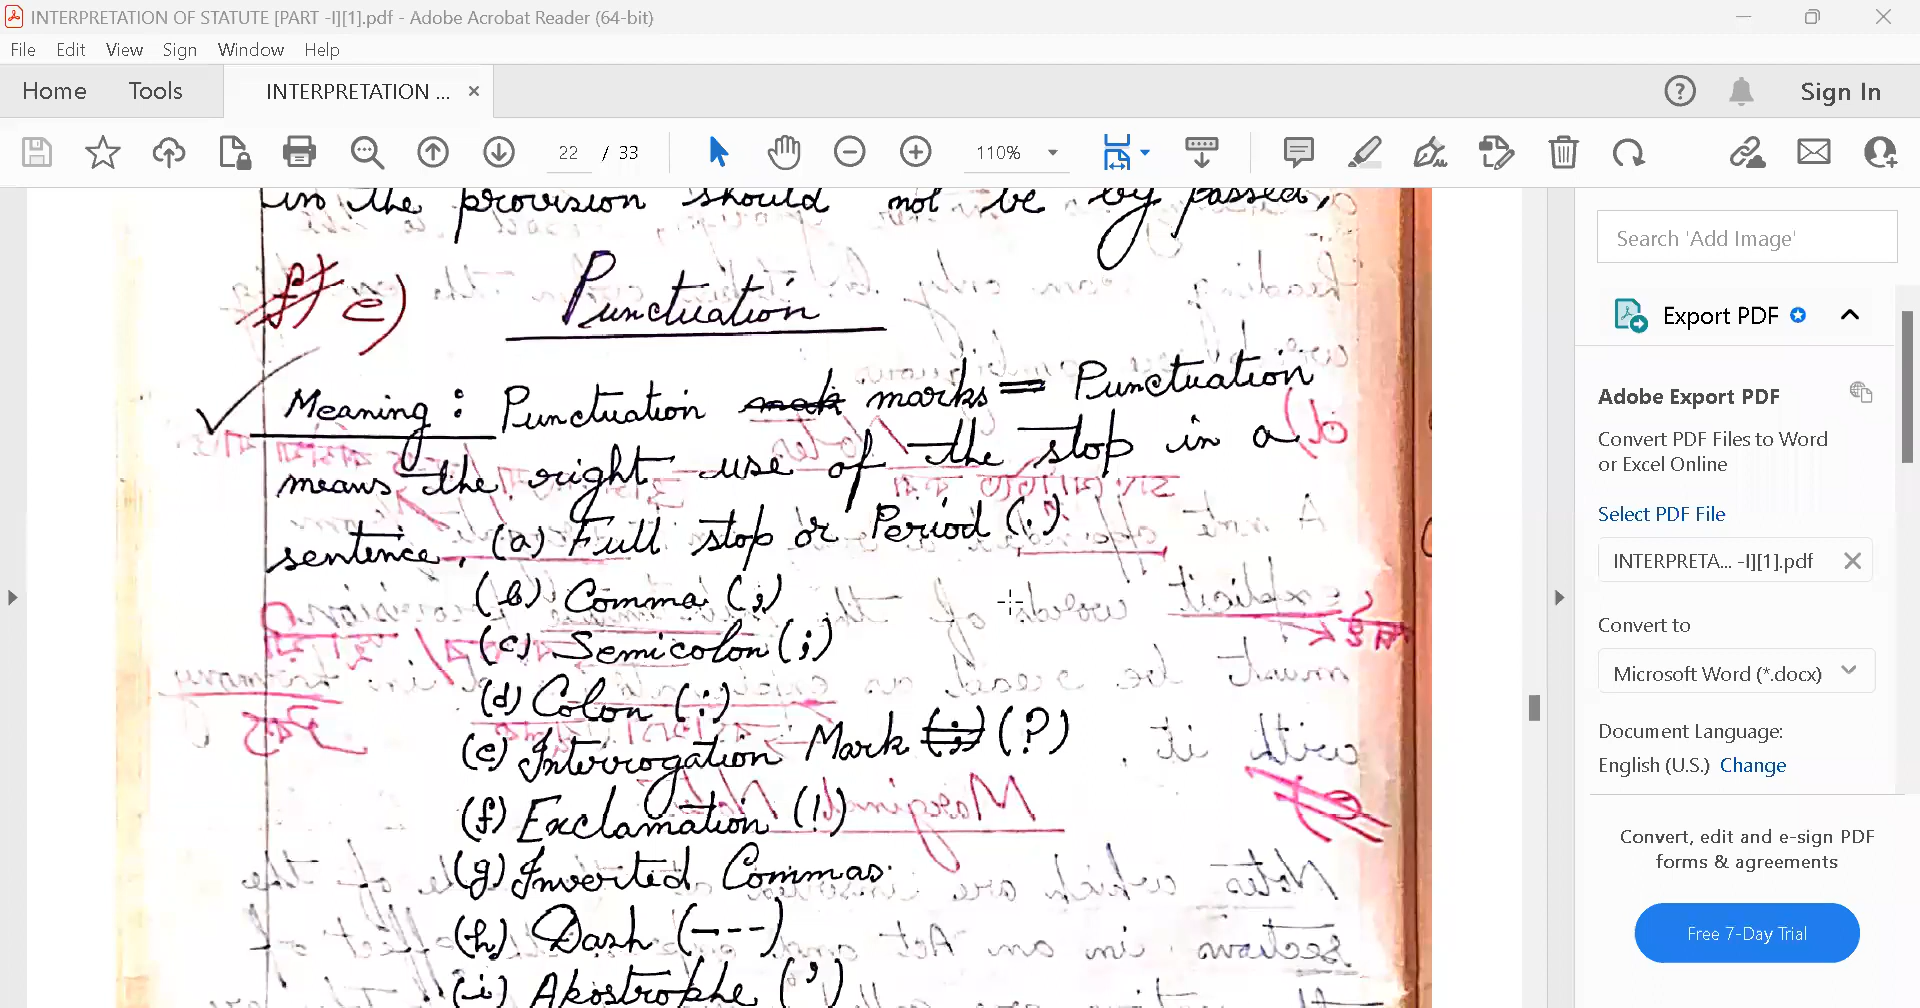 INTERPRETATION OF STATUTE [PART -I][1].pdf - Adobe Acrobat Reader (64-bit)
File Edit View Sign Window Help
Home Tools INTERPRETATION ... Sign In
22 / 33 110%
in the provision should not be by passed,
e) Punctuation
Meaning : Punctuation marks = Punctuation
means the right use of the stop in a
sentence. (a) Full stop or Period (.)
(b) Comma (,)
(c) Semicolon (;)
(d) Colon (:)
(e) Interrogation Mark (?)
(f) Exclamation (!)
(g) Inverted Commas
(h) Dash (---)
(i) Apostrophe (')
Search 'Add Image'
Export PDF
Adobe Export PDF
Convert PDF Files to Word
or Excel Online
Select PDF File
INTERPRETA... -I][1].pdf
Convert to
Microsoft Word (*.docx)
Document Language:
English (U.S.) Change
Convert, edit and e-sign PDF
forms & agreements
Free 7-Day Trial